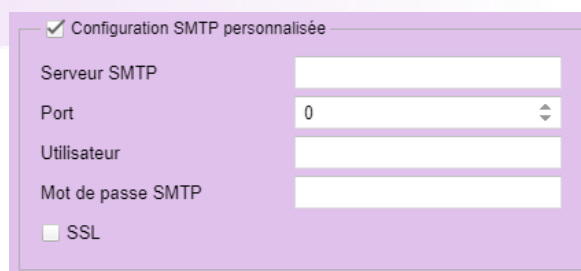 Configuration SMTP personnalisée
Serveur SMTP
Port 0
Utilisateur
Mot de passe SMTP
SSL